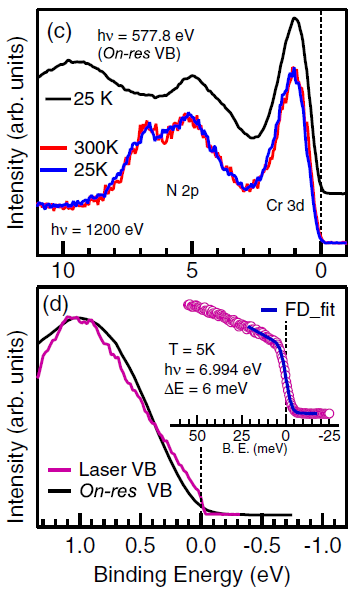 (c)
hν = 577.8 eV
(On-res VB)
25 K
300K
25K
N 2p
Cr 3d
hν = 1200 eV
Intensity (arb. units)
10 5 0
(d)
FD_fit
T = 5K
hν = 6.994 eV
ΔE = 6 meV
50 25 0 -25
B. E. (meV)
Laser VB
On-res VB
Intensity (arb. units)
1.0 0.5 0.0 -0.5 -1.0
Binding Energy (eV)